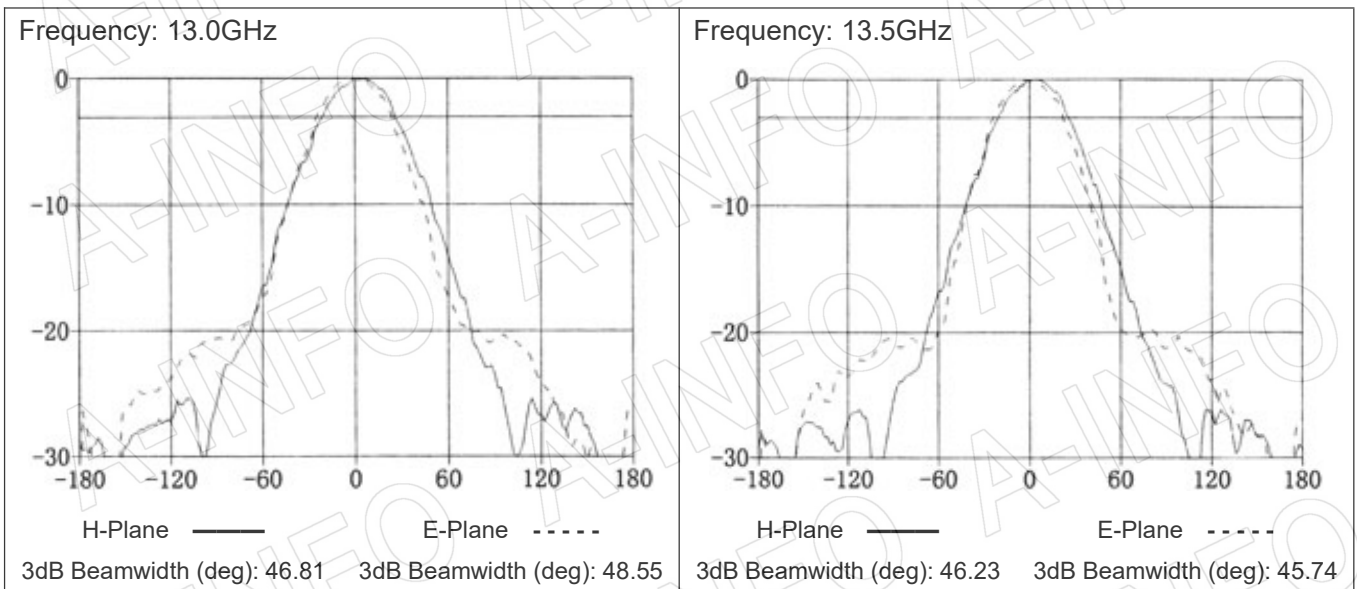 Frequency: 13.0GHz
0
-10
-20
-30
-180 -120 -60 0 60 120 180
H-Plane E-Plane
3dB Beamwidth (deg): 46.81 3dB Beamwidth (deg): 48.55
Frequency: 13.5GHz
0
-10
-20
-30
-180 -120 -60 0 60 120 180
H-Plane E-Plane
3dB Beamwidth (deg): 46.23 3dB Beamwidth (deg): 45.74
A-INFO